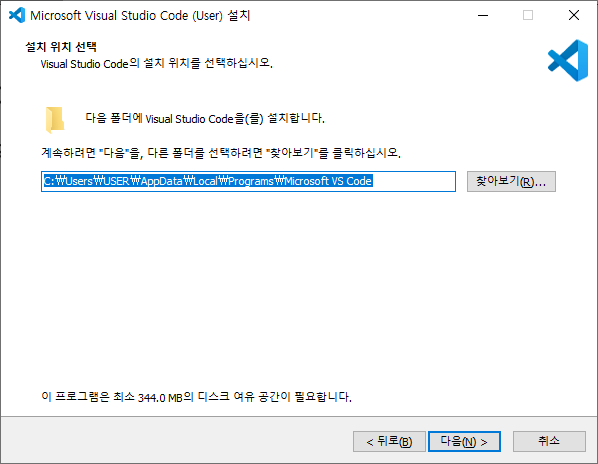 Microsoft Visual Studio Code (User) 설치
설치 위치 선택
Visual Studio Code의 설치 위치를 선택하십시오.
다음 폴더에 Visual Studio Code을(를) 설치합니다.
계속하려면 "다음"을, 다른 폴더를 선택하려면 "찾아보기"를 클릭하십시오.
C:₩Users₩USER₩AppData₩Local₩Programs₩Microsoft VS Code
찾아보기(R)...
이 프로그램은 최소 344.0 MB의 디스크 여유 공간이 필요합니다.
< 뒤로(B)
다음(N) >
취소